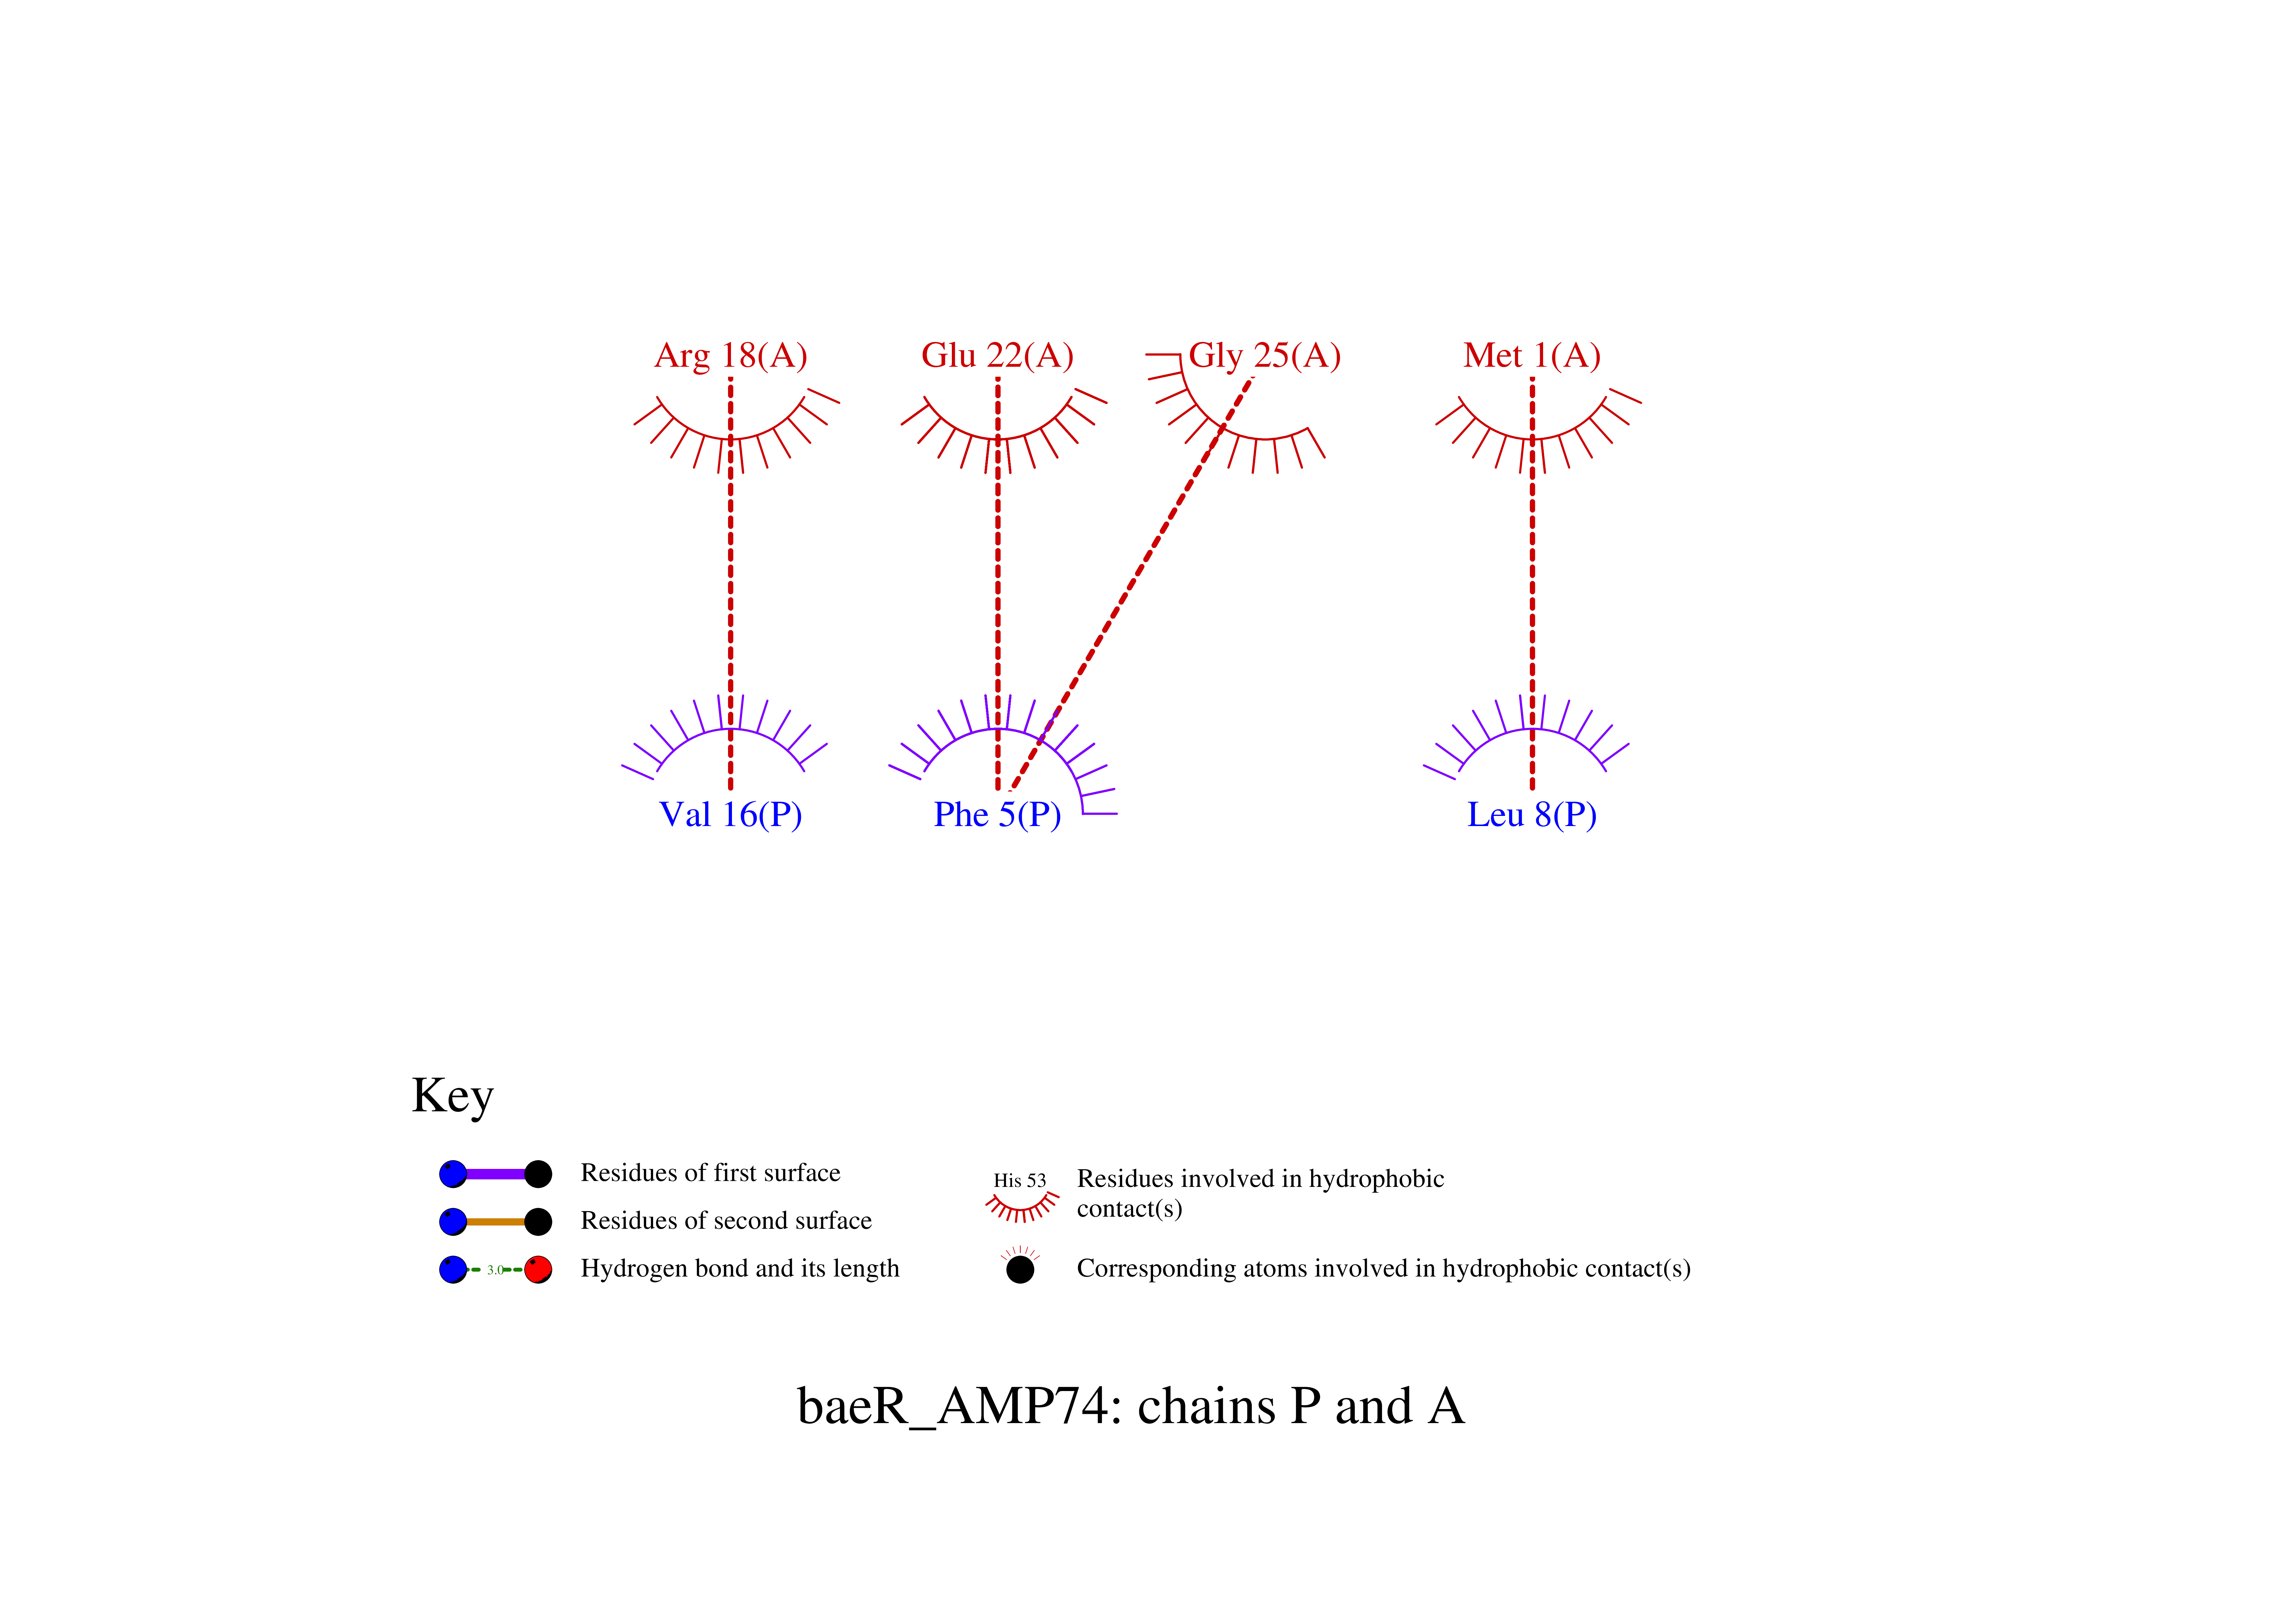 Arg 18(A) Glu 22(A) Gly 25(A) Met 1(A)
Val 16(P) Phe 5(P) Leu 8(P)
Key
Residues of first surface
Residues of second surface
3.0 Hydrogen bond and its length
His 53 Residues involved in hydrophobic
contact(s)
Corresponding atoms involved in hydrophobic contact(s)
baeR_AMP74: chains P and A